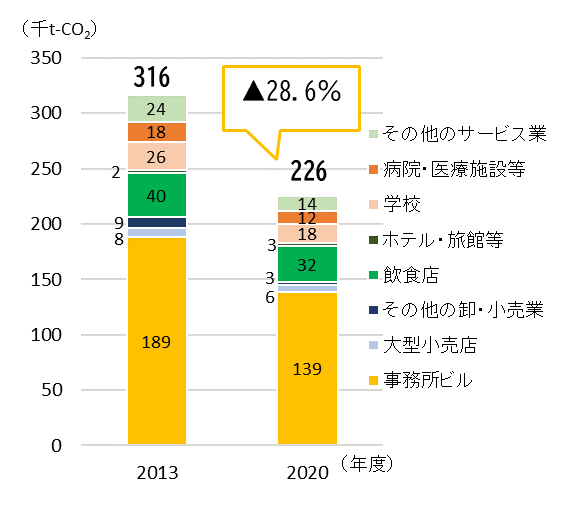 （千t-CO₂）
350
300
250
200
150
100
50
0
316
24
18
26
2
40
9
8
189
2013
▲28.6%
226
14
12
18
3
32
3
6
139
2020
（年度）
その他のサービス業
病院・医療施設等
学校
ホテル・旅館等
飲食店
その他の卸・小売業
大型小売店
事務所ビル